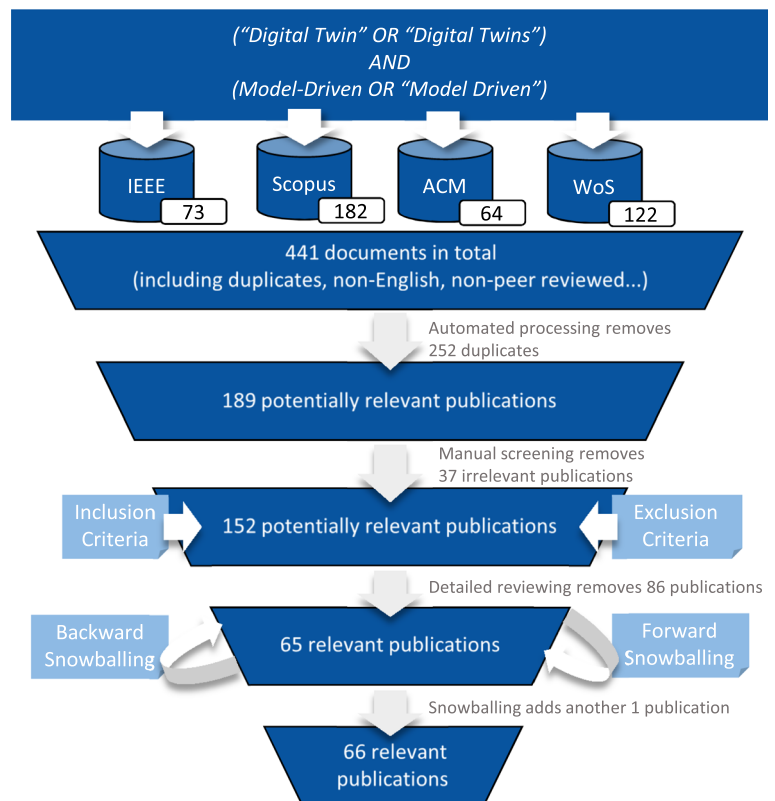 (“Digital Twin” OR “Digital Twins”)
AND
(Model-Driven OR “Model Driven”)
IEEE
73
Scopus
182
ACM
64
WoS
122
441 documents in total
(including duplicates, non-English, non-peer reviewed...)
Automated processing removes
252 duplicates
189 potentially relevant publications
Manual screening removes
37 irrelevant publications
Inclusion
Criteria
152 potentially relevant publications
Exclusion
Criteria
Detailed reviewing removes 86 publications
Backward
Snowballing
65 relevant publications
Forward
Snowballing
Snowballing adds another 1 publication
66 relevant
publications